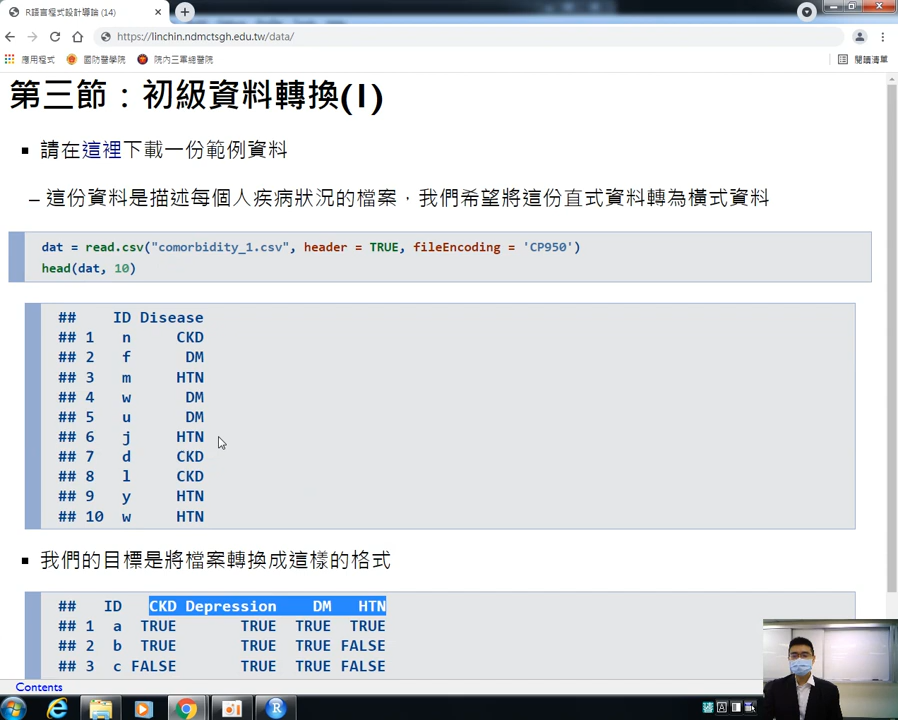 R語言程式設計導論 (14)
https://linchin.ndmctsgh.edu.tw/data/
應用程式 國防醫學院 院內三軍總醫院 閱讀清單
第三節：初級資料轉換(1)
請在這裡下載一份範例資料
– 這份資料是描述每個人疾病狀況的檔案，我們希望將這份直式資料轉為橫式資料
dat = read.csv("comorbidity_1.csv", header = TRUE, fileEncoding = 'CP950')
head(dat, 10)
## ID Disease
## 1 n CKD
## 2 f DM
## 3 m HTN
## 4 w DM
## 5 u DM
## 6 j HTN
## 7 d CKD
## 8 l CKD
## 9 y HTN
## 10 w HTN
我們的目標是將檔案轉換成這樣的格式
## ID CKD Depression DM HTN
## 1 a TRUE TRUE TRUE TRUE
## 2 b TRUE TRUE TRUE FALSE
## 3 c FALSE TRUE TRUE FALSE
Contents